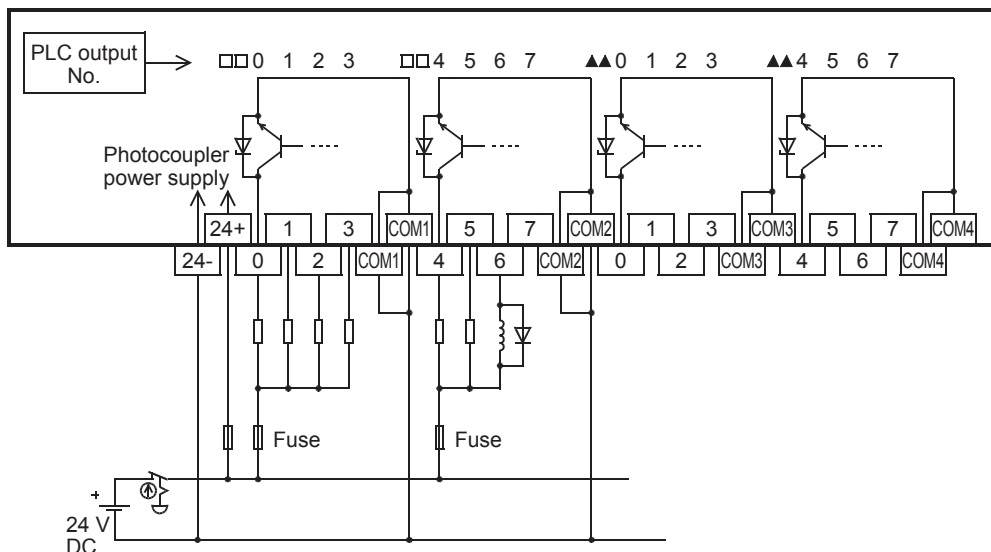 PLC output
No.
□□0 1 2 3
□□4 5 6 7
▲▲0 1 2 3
▲▲4 5 6 7
Photocoupler
power supply
24+ 1 3 COM1 5 7 COM2 1 3 COM3 5 7 COM4
24- 0 2 COM1 4 6 COM2 0 2 COM3 4 6 COM4
Fuse
Fuse
+
24 V
DC